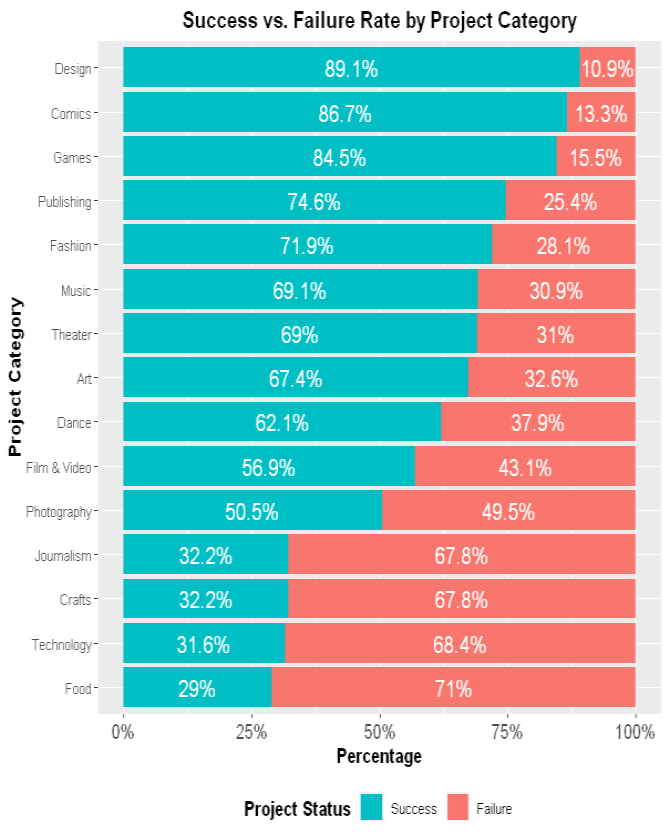 Success vs. Failure Rate by Project Category
Project Category
Design 89.1% 10.9%
Comics 86.7% 13.3%
Games 84.5% 15.5%
Publishing 74.6% 25.4%
Fashion 71.9% 28.1%
Music 69.1% 30.9%
Theater 69% 31%
Art 67.4% 32.6%
Dance 62.1% 37.9%
Film & Video 56.9% 43.1%
Photography 50.5% 49.5%
Journalism 32.2% 67.8%
Crafts 32.2% 67.8%
Technology 31.6% 68.4%
Food 29% 71%
0% 25% 50% 75% 100%
Percentage
Project Status Success Failure